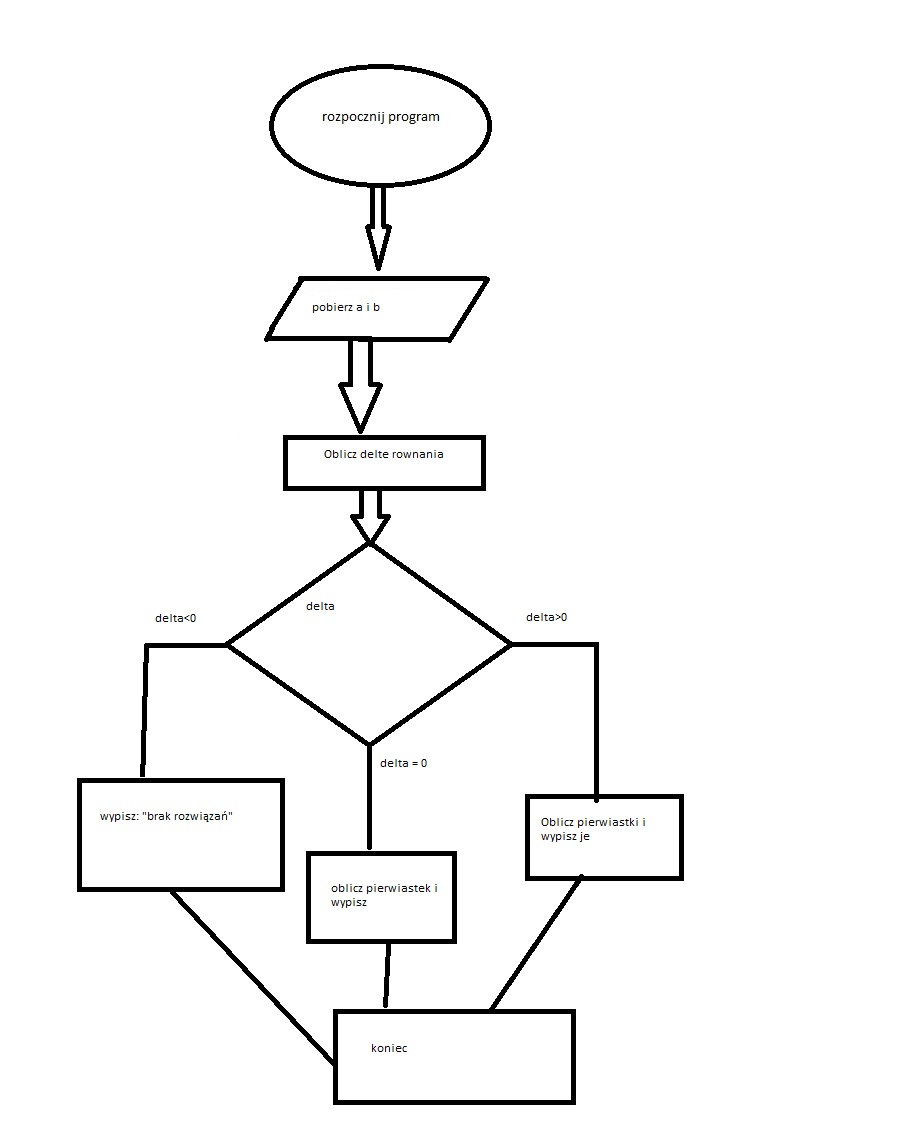 rozpocznij program
pobierz a i b
Oblicz delte rownania
delta
delta<0
delta>0
delta = 0
wypisz: "brak rozwiązań"
Oblicz pierwiastki i
wypisz je
oblicz pierwiastek i
wypisz
koniec